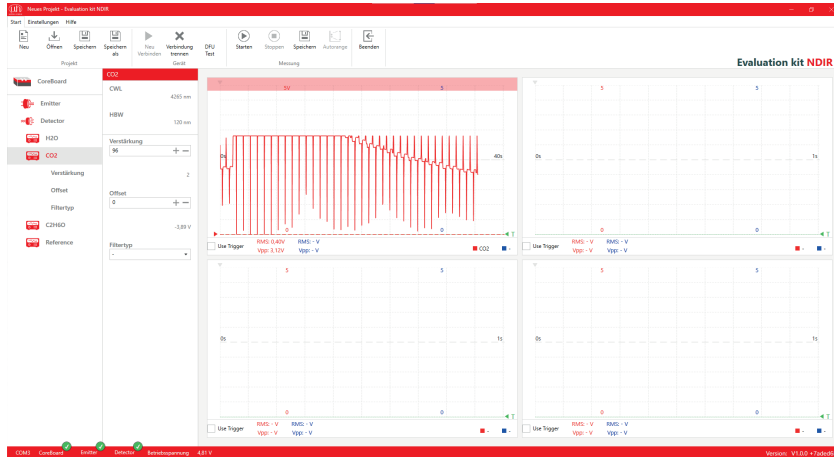 Neues Projekt - Evaluation kit NDIR
Start Einstellungen Hilfe
Neu Öffnen Speichern Speichern als Neu Verbinden Verbindung trennen DFU Test Starten Stoppen Speichern Autorange Beenden
Projekt Gerät Messung
Evaluation kit NDIR
CoreBoard
Emitter
Detector
H2O
CO2
Verstärkung
Offset
Filtertyp
C2H6O
Reference
CO2
CWL
4265 nm
HBW
120 nm
Verstärkung
96
2
Offset
0
-3,89 V
Filtertyp
-
5V 5
0s 40s
0 0
T
Use Trigger RMS: 0,40V RMS: - V
Vpp: 3,12V Vpp: - V
CO2 -
5 5
0s 1s
0 0
T
Use Trigger RMS: - V RMS: - V
Vpp: - V Vpp: - V
- -
5 5
0s 1s
0 0
T
Use Trigger RMS: - V RMS: - V
Vpp: - V Vpp: - V
- -
5 5
0s 1s
0 0
T
Use Trigger RMS: - V RMS: - V
Vpp: - V Vpp: - V
- -
COM3 CoreBoard Emitter Detector Betriebsspannung 4,81 V Version: V1.0.0 +7aded6